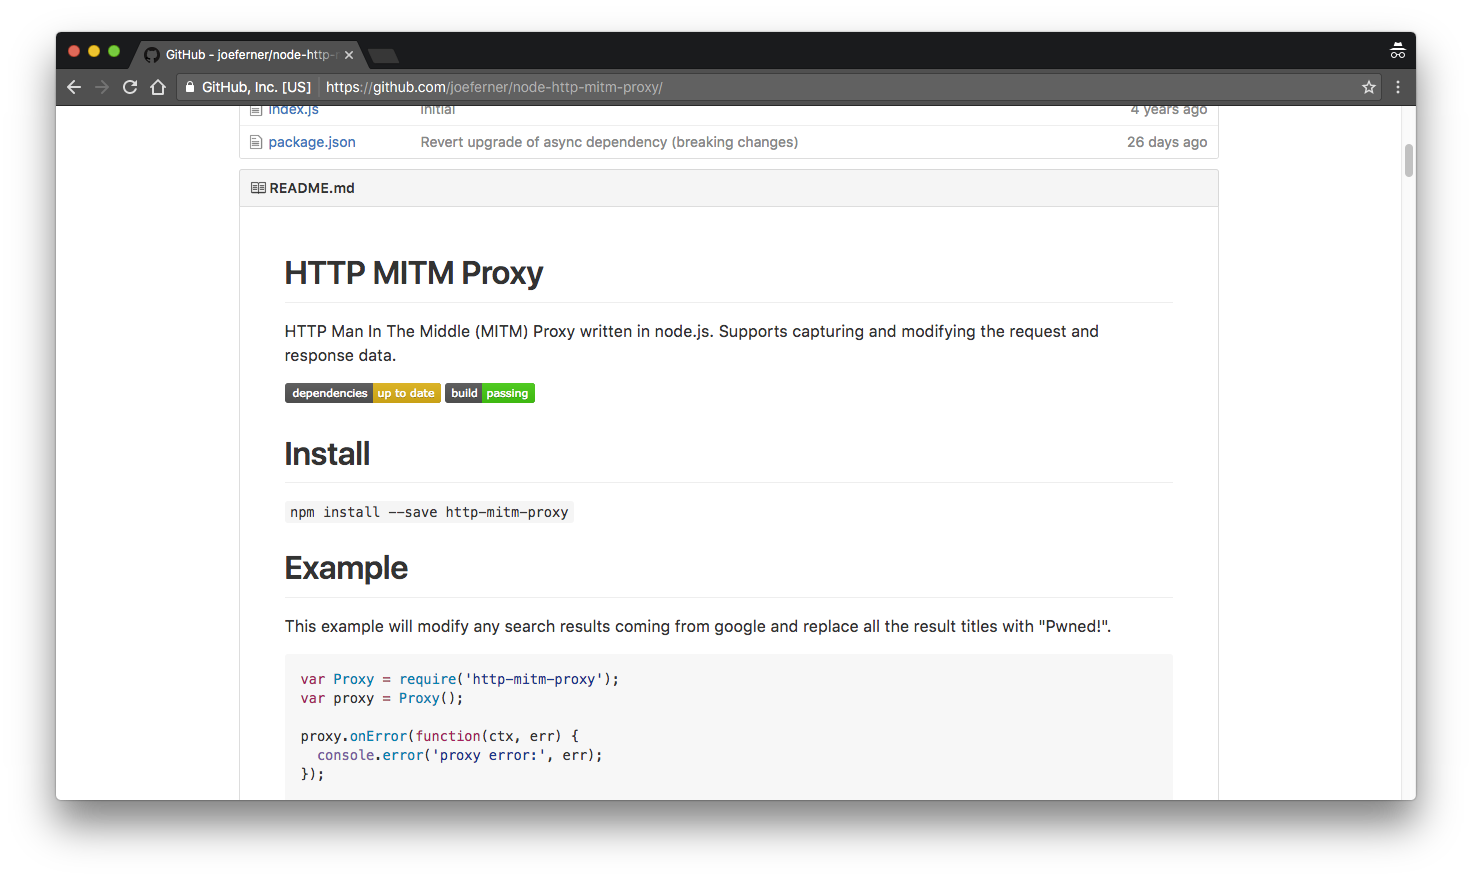 GitHub - joeferner/node-http-
GitHub, Inc. [US] https://github.com/joeferner/node-http-mitm-proxy/
index.js Initial 4 years ago
package.json Revert upgrade of async dependency (breaking changes) 26 days ago
README.md
HTTP MITM Proxy
HTTP Man In The Middle (MITM) Proxy written in node.js. Supports capturing and modifying the request and
response data.
dependencies up to date build passing
Install
npm install --save http-mitm-proxy
Example
This example will modify any search results coming from google and replace all the result titles with "Pwned!".
var Proxy = require('http-mitm-proxy');
var proxy = Proxy();
proxy.onError(function(ctx, err) {
console.error('proxy error:', err);
});